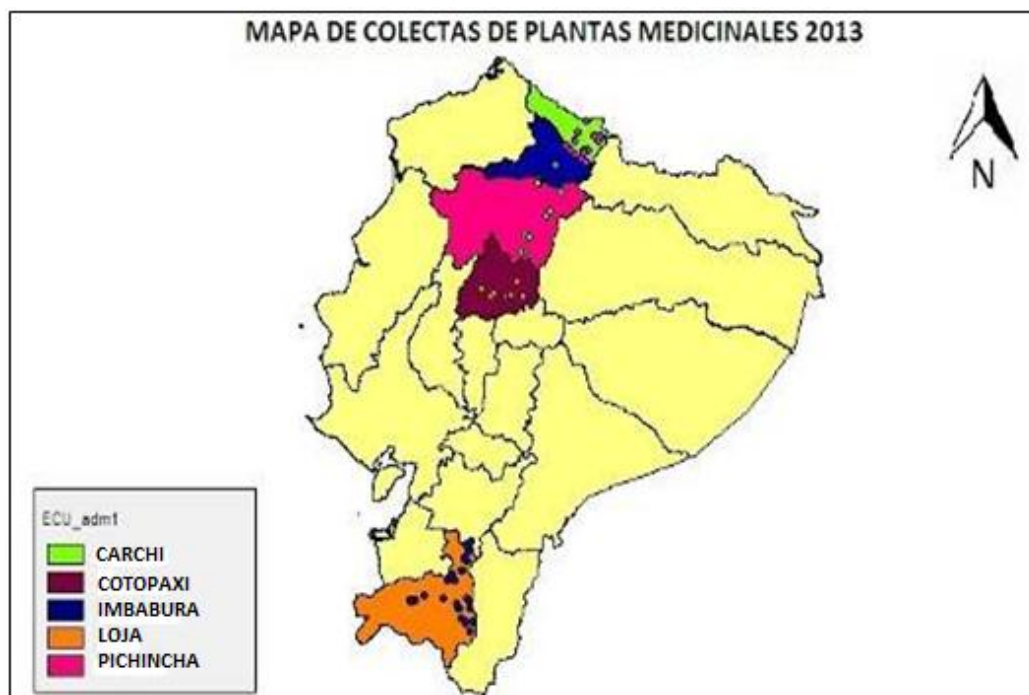 MAPA DE COLECTAS DE PLANTAS MEDICINALES 2013
N
ECU_adm1
CARCHI
COTOPAXI
IMBABURA
LOJA
PICHINCHA